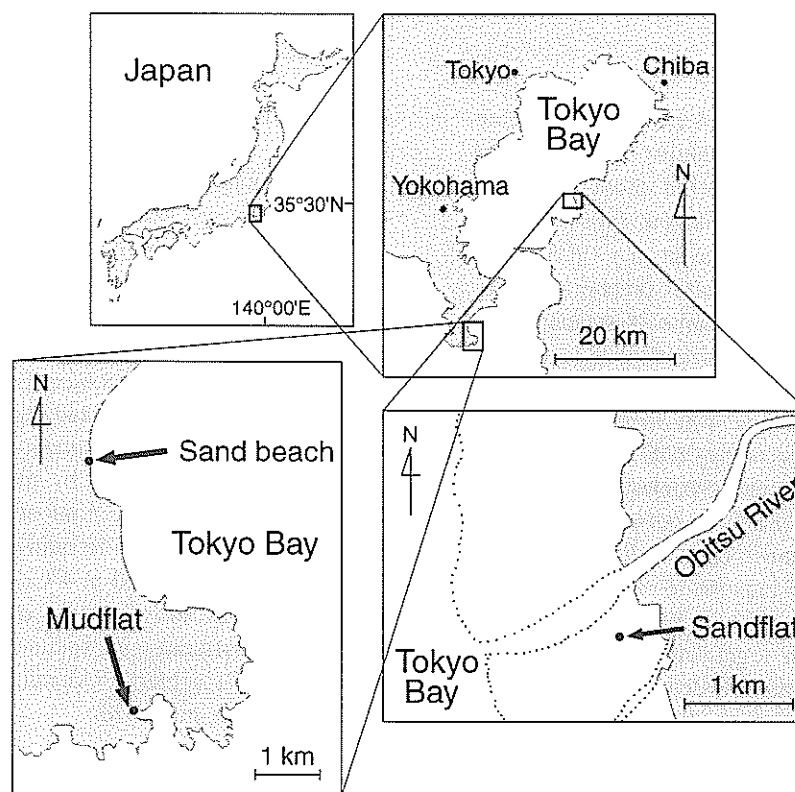 Japan
35°30'N
140°00'E
Tokyo
Chiba
Tokyo
Bay
Yokohama
N
20 km
N
Sand beach
Tokyo Bay
Mudflat
1 km
N
Obitsu River
Sandflat
Tokyo
Bay
1 km